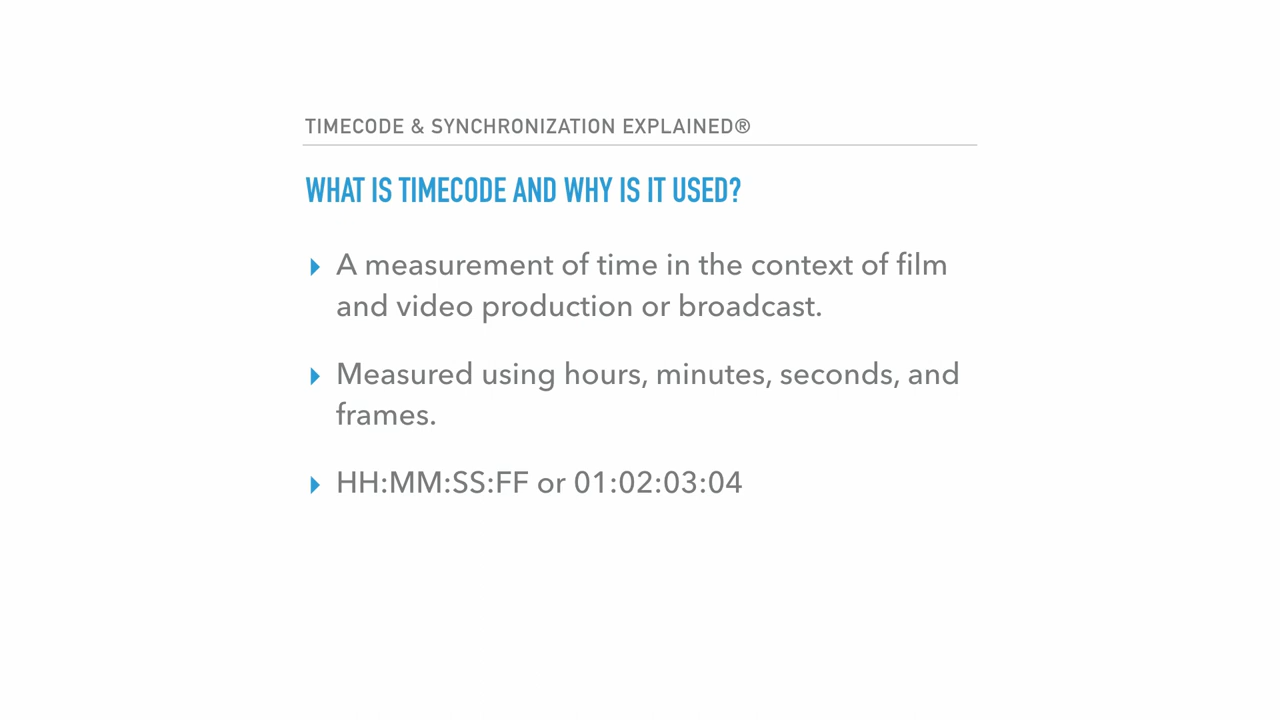 TIMECODE & SYNCHRONIZATION EXPLAINED®
WHAT IS TIMECODE AND WHY IS IT USED?
▸ A measurement of time in the context of film
and video production or broadcast.
▸ Measured using hours, minutes, seconds, and
frames.
▸ HH:MM:SS:FF or 01:02:03:04